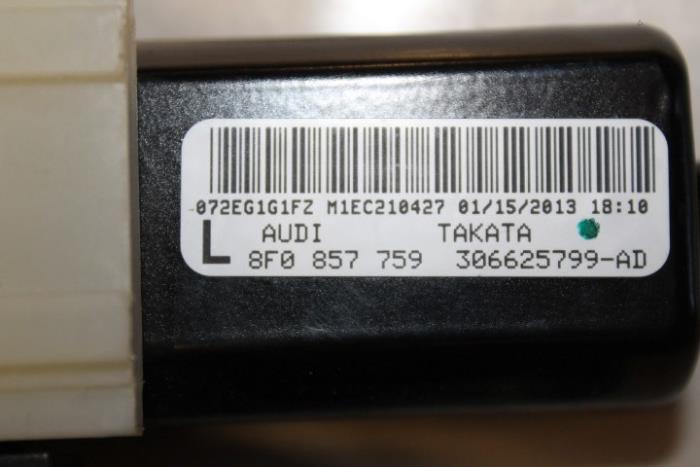 072EG1G1FZ M1EC210427 01/15/2013 18:10
L AUDI TAKATA
8F0 857 759 306625799-AD